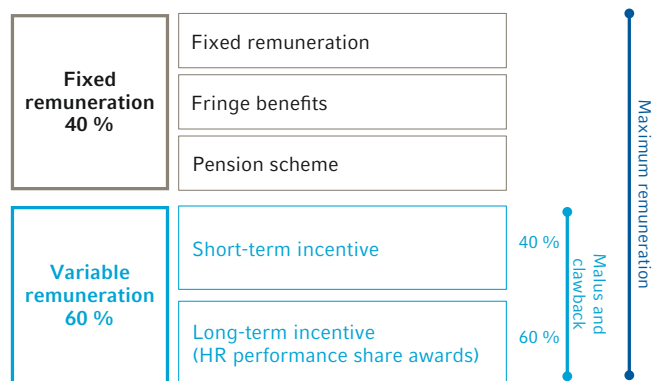 Fixed
remuneration
40 %
Fixed remuneration
Fringe benefits
Pension scheme
Variable
remuneration
60 %
Short-term incentive
Long-term incentive
(HR performance share awards)
40 %
60 %
Malus and
clawback
Maximum remuneration